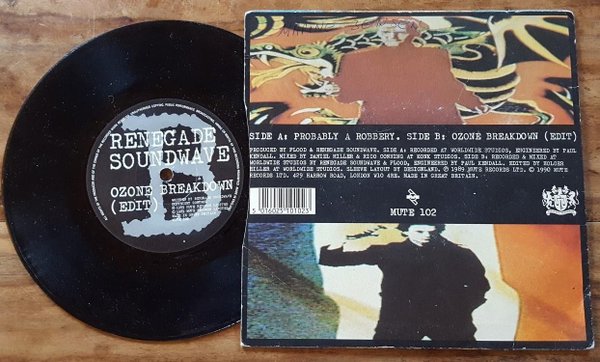 RENEGADE
SOUNDWAVE
OZONE BREAKDOWN
(EDIT)
SIDE A: PROBABLY A ROBBERY. SIDE B: OZONE BREAKDOWN (EDIT)
PRODUCED BY FLOOD & RENEGADE SOUNDWAVE. SIDE A: RECORDED AT WORLDWIDE STUDIOS, ENGINEERED BY PAUL
KENDALL. MIXED BY DANIEL MILLER & RICO CONNING AT KONK STUDIOS. SIDE B: RECORDED & MIXED AT
WORLDWIDE STUDIOS BY RENEGADE SOUNDWAVE & FLOOD, ENGINEERED BY PAUL KENDALL. EDITED BY HOLGER
HILLER AT WORLDWIDE STUDIOS. SLEEVE LAYOUT BY DESIGNLAND. ℗ 1989 MUTE RECORDS LTD. © 1990 MUTE
RECORDS LTD. 429 HARROW ROAD, LONDON W10 4RE. MADE IN GREAT BRITAIN.
5 016025 101023
MUTE 102